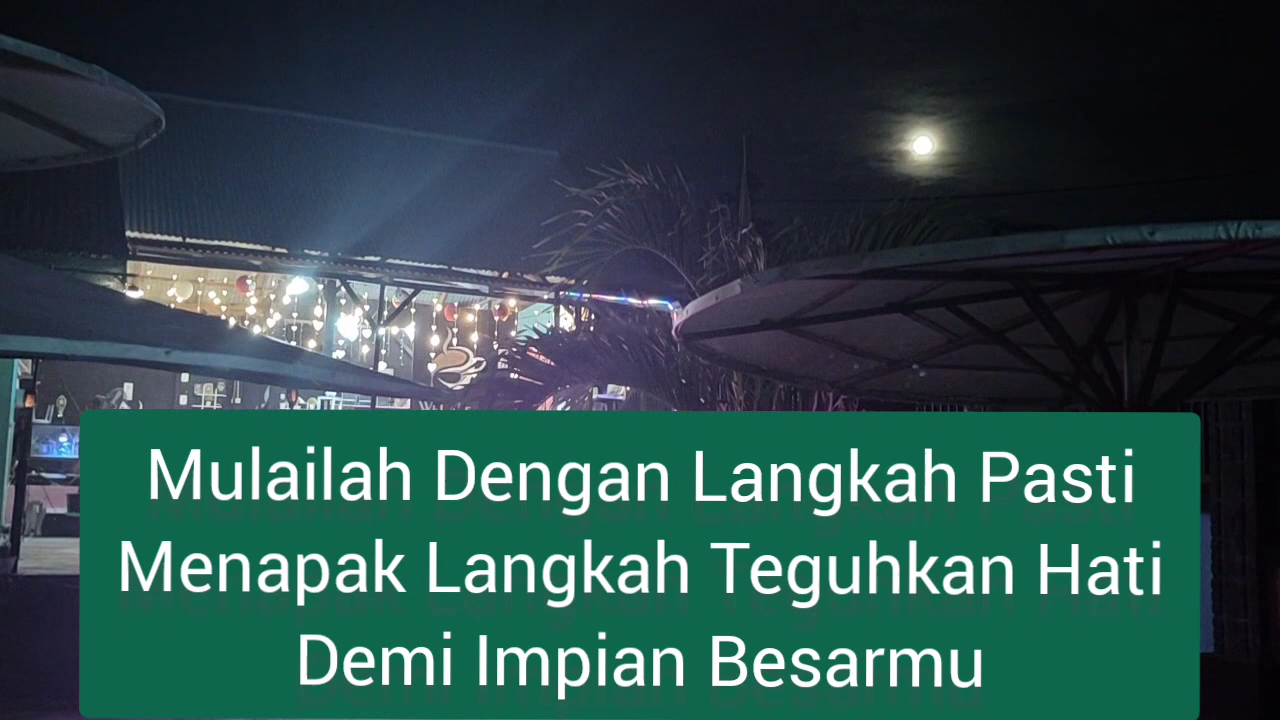 Mulailah Dengan Langkah Pasti
Menapak Langkah Teguhkan Hati
Demi Impian Besarmu